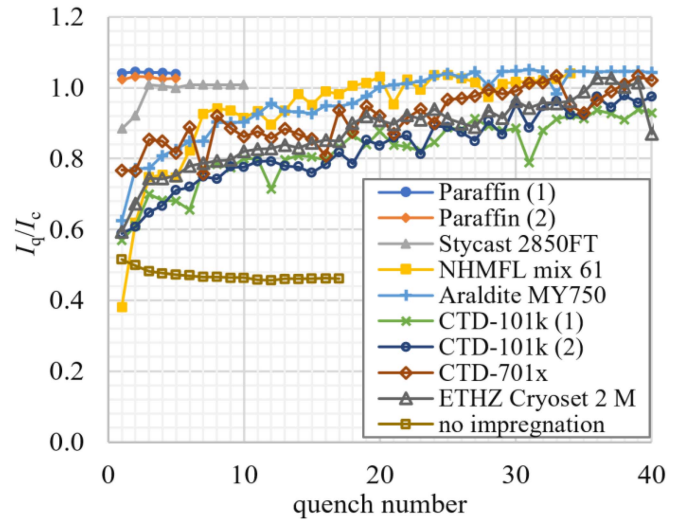 1.2
1.0
0.8
0.6
0.4
0.2
0.0
Iq/Ic
0 10 20 30 40
quench number
Paraffin (1)
Paraffin (2)
Stycast 2850FT
NHMFL mix 61
Araldite MY750
CTD-101k (1)
CTD-101k (2)
CTD-701x
ETHZ Cryoset 2 M
no impregnation